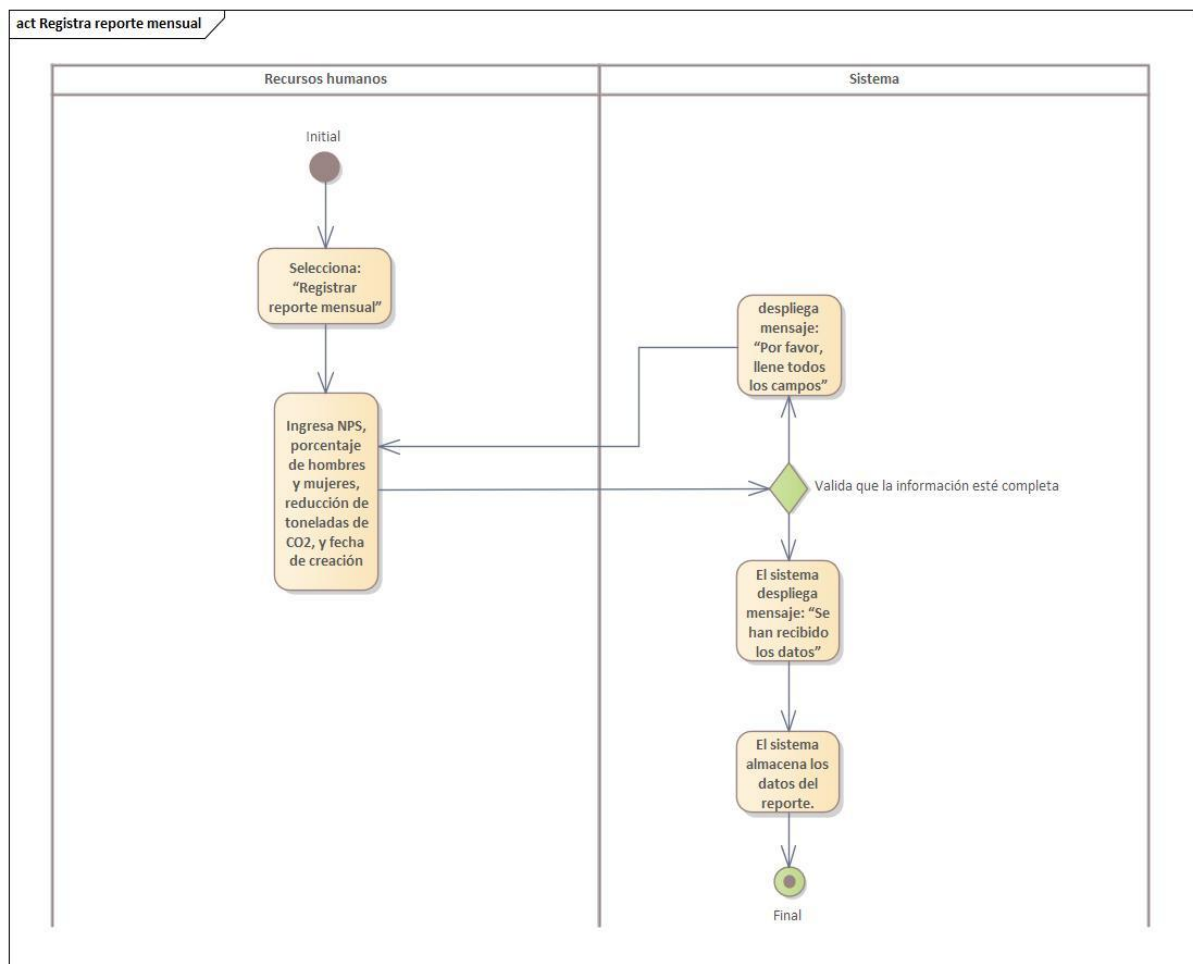 act Registra reporte mensual
Recursos humanos
Sistema
Initial
Selecciona:
“Registrar
reporte mensual”
Ingresa NPS,
porcentaje
de hombres
y mujeres,
reducción de
toneladas de
CO2, y fecha
de creación
despliega
mensaje:
“Por favor,
llene todos
los campos”
Valida que la información esté completa
El sistema
despliega
mensaje: “Se
han recibido
los datos”
El sistema
almacena los
datos del
reporte.
Final